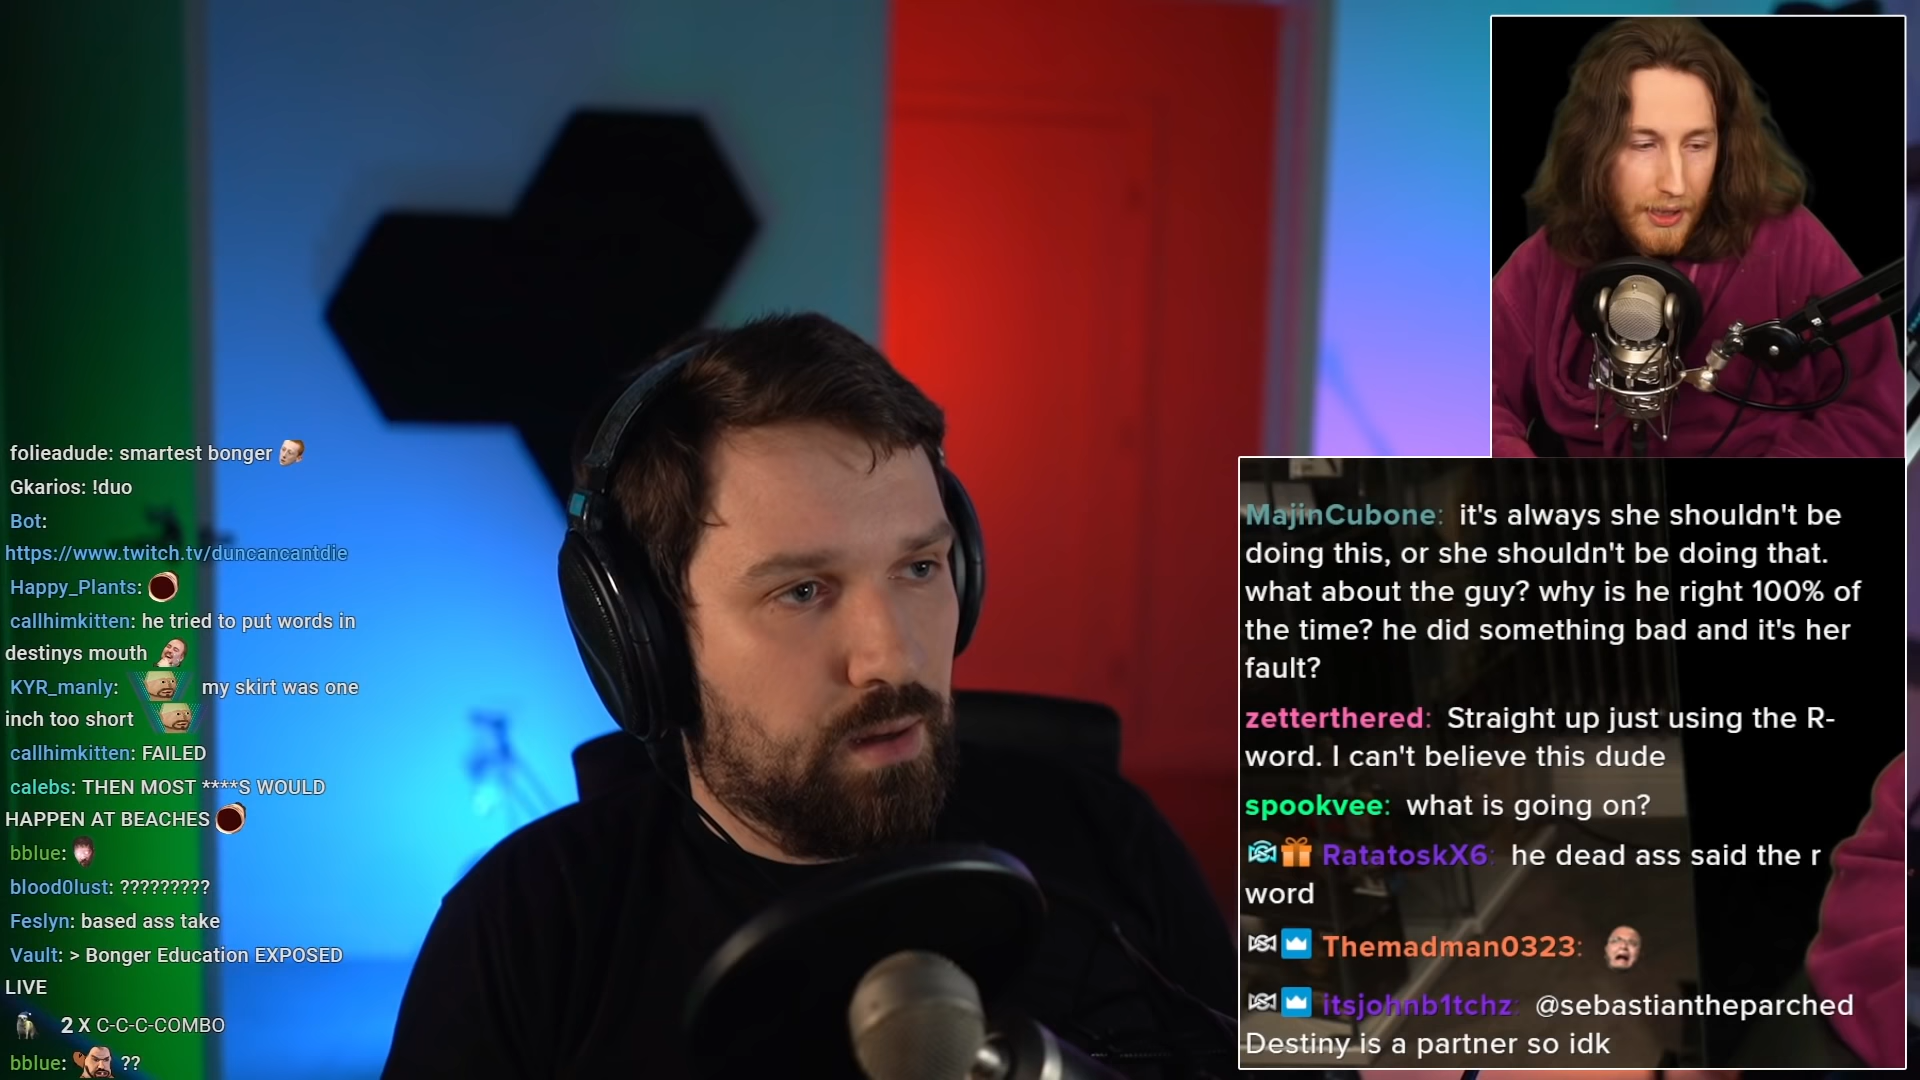 folieadude: smartest bonger
Gkarios: !duo
Bot:
https://www.twitch.tv/duncancantdie
Happy_Plants:
callhimkitten: he tried to put words in
destinys mouth
KYR_manly: my skirt was one
inch too short
callhimkitten: FAILED
calebs: THEN MOST ****S WOULD
HAPPEN AT BEACHES
bblue:
blood0lust: ?????????
Feslyn: based ass take
Vault: > Bonger Education EXPOSED
LIVE
2 X C-C-C-COMBO
bblue: ??
MajinCubone: it's always she shouldn't be
doing this, or she shouldn't be doing that.
what about the guy? why is he right 100% of
the time? he did something bad and it's her
fault?
zetterthered: Straight up just using the R-
word. I can't believe this dude
spookvee: what is going on?
RatatoskX6: he dead ass said the r
word
Themadman0323:
itsjohnb1tchz: @sebastiantheparched
Destiny is a partner so idk